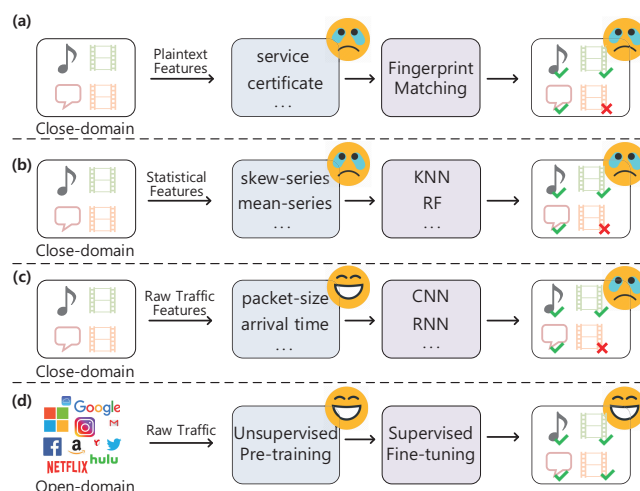 (a)
Plaintext
Features
service
certificate
...
Fingerprint
Matching
Close-domain
(b)
Statistical
Features
skew-series
mean-series
...
KNN
RF
...
Close-domain
(c)
Raw Traffic
Features
packet-size
arrival time
...
CNN
RNN
...
Close-domain
(d)
Google
a
hulu
NETFLIX
Raw Traffic
Unsupervised
Pre-training
Supervised
Fine-tuning
Open-domain